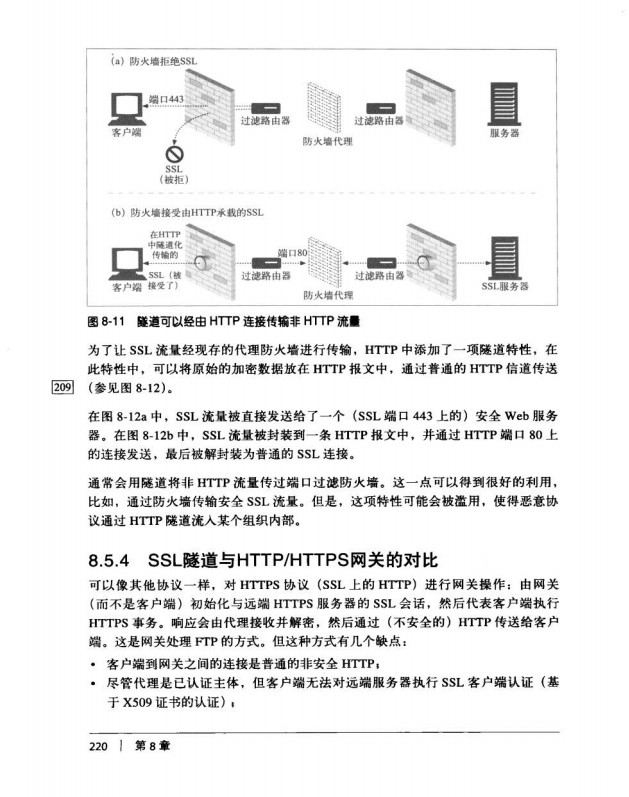 (a) 防火墙拒绝SSL
端口443
客户端
过滤路由器
防火墙代理
过滤路由器
服务器
SSL
(被拒)
(b) 防火墙接受由HTTP承载的SSL
在HTTP
中隧道化
传输的
SSL (被
接受了)
客户端
过滤路由器
端口80
防火墙代理
过滤路由器
SSL服务器
图 8-11 隧道可以经由 HTTP 连接传输非 HTTP 流量
为了让 SSL 流量经现存的代理防火墙进行传输，HTTP 中添加了一项隧道特性，在
此特性中，可以将原始的加密数据放在 HTTP 报文中，通过普通的 HTTP 信道传送
209 （参见图 8-12）。
在图 8-12a 中，SSL 流量被直接发送给了一个（SSL 端口 443 上的）安全 Web 服务
器。在图 8-12b 中，SSL 流量被封装到一条 HTTP 报文中，并通过 HTTP 端口 80 上
的连接发送，最后被解封装为普通的 SSL 连接。
通常会用隧道将非 HTTP 流量传过端口过滤防火墙。这一点可以得到很好的利用，
比如，通过防火墙传输安全 SSL 流量。但是，这项特性可能会被滥用，使得恶意协
议通过 HTTP 隧道流入某个组织内部。
8.5.4 SSL隧道与HTTP/HTTPS网关的对比
可以像其他协议一样，对 HTTPS 协议（SSL 上的 HTTP）进行网关操作：由网关
（而不是客户端）初始化与远端 HTTPS 服务器的 SSL 会话，然后代表客户端执行
HTTPS 事务。响应会由代理接收并解密，然后通过（不安全的）HTTP 传送给客户
端。这是网关处理 FTP 的方式。但这种方式有几个缺点：
• 客户端到网关之间的连接是普通的非安全 HTTP；
• 尽管代理是已认证主体，但客户端无法对远端服务器执行 SSL 客户端认证（基
于 X509 证书的认证）；
220 | 第 8 章